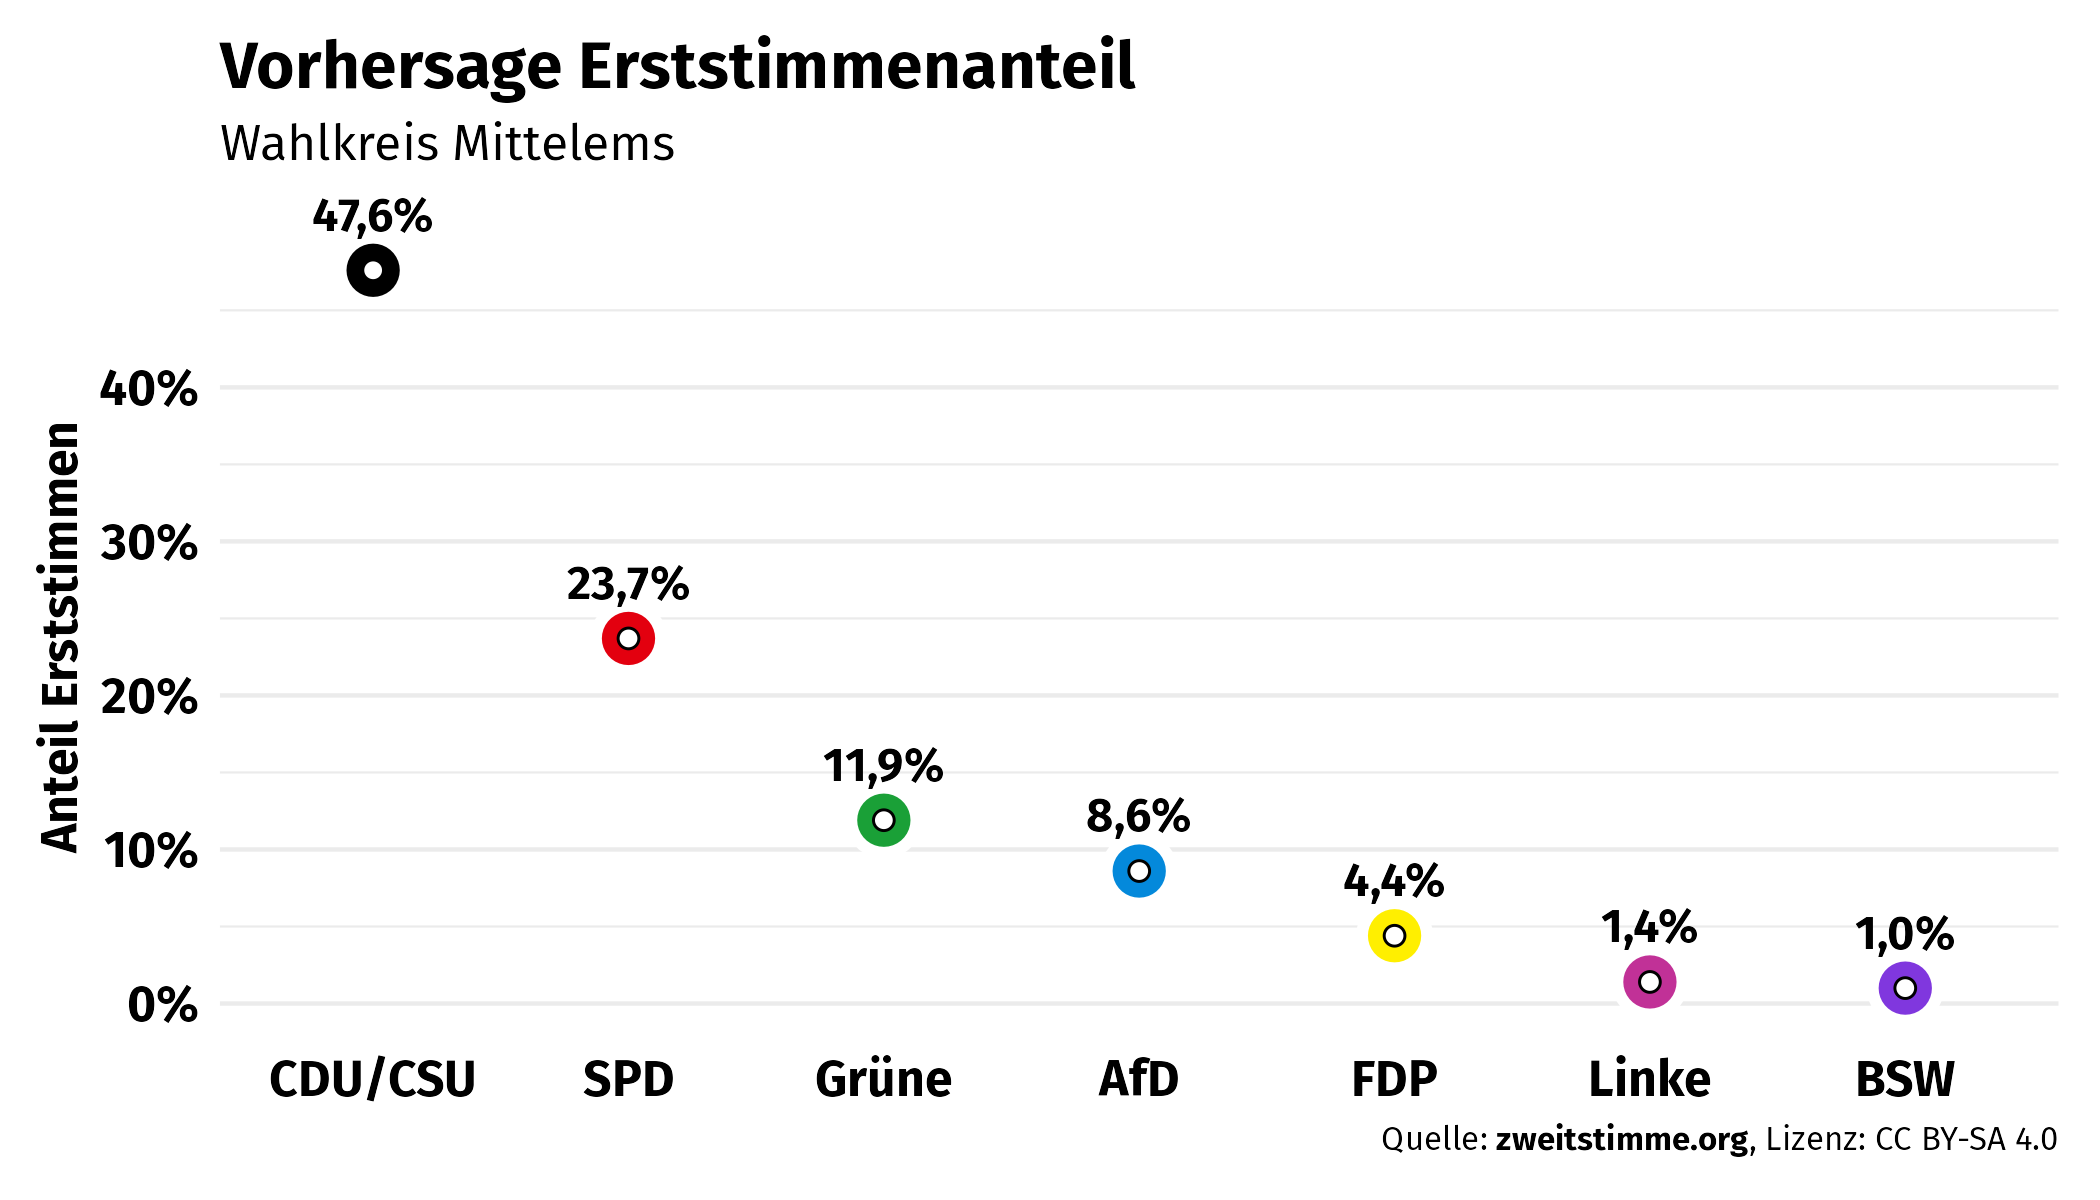 Vorhersage Erststimmenanteil
Wahlkreis Mittelems
47,6%
40%
30%
23,7%
20%
11,9%
8,6%
10%
4,4%
1,4%
1,0%
0%
Anteil Erststimmen
CDU/CSU SPD Grüne AfD FDP Linke BSW
Quelle: zweitstimme.org, Lizenz: CC BY-SA 4.0